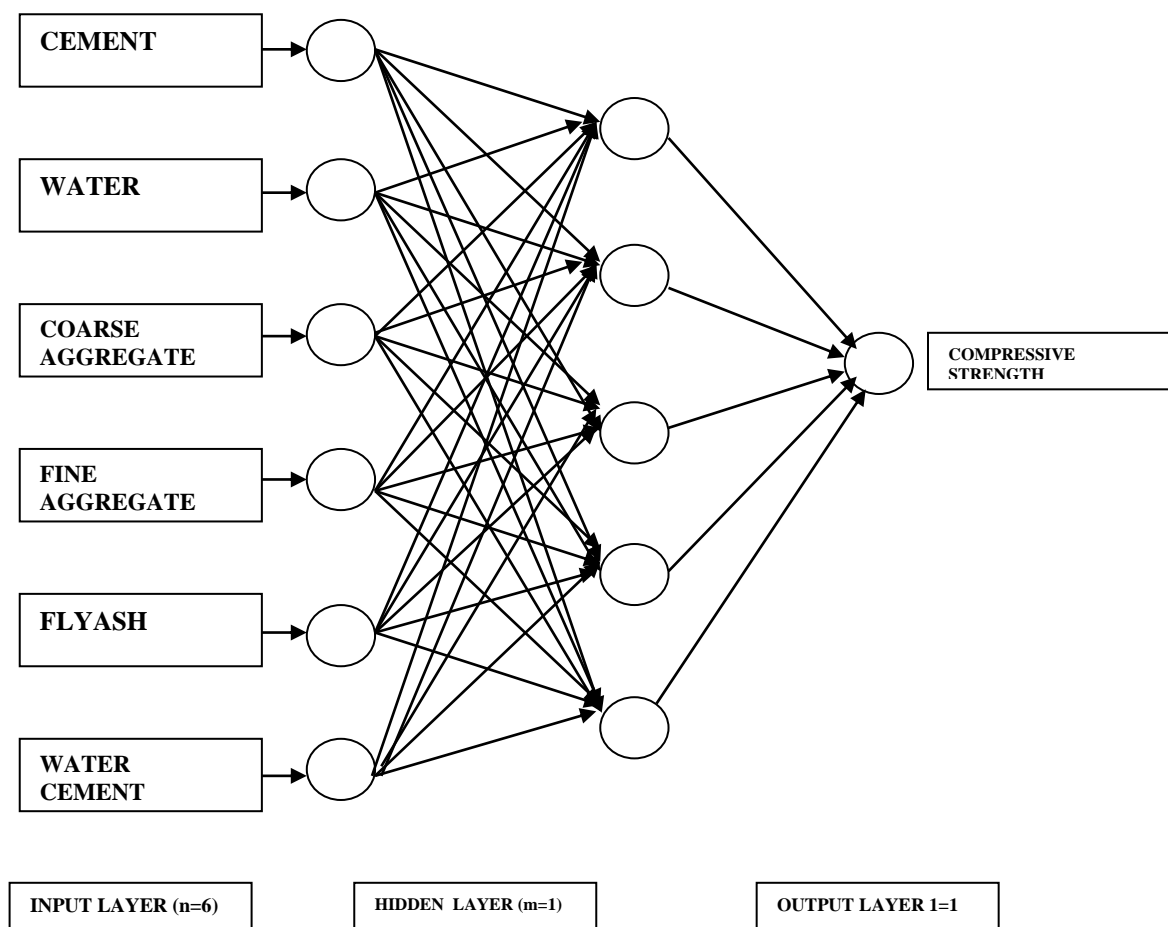 CEMENT
WATER
COARSE
AGGREGATE
FINE
AGGREGATE
FLYASH
WATER
CEMENT
COMPRESSIVE
STRENGTH
INPUT LAYER (n=6)
HIDDEN LAYER (m=1)
OUTPUT LAYER 1=1